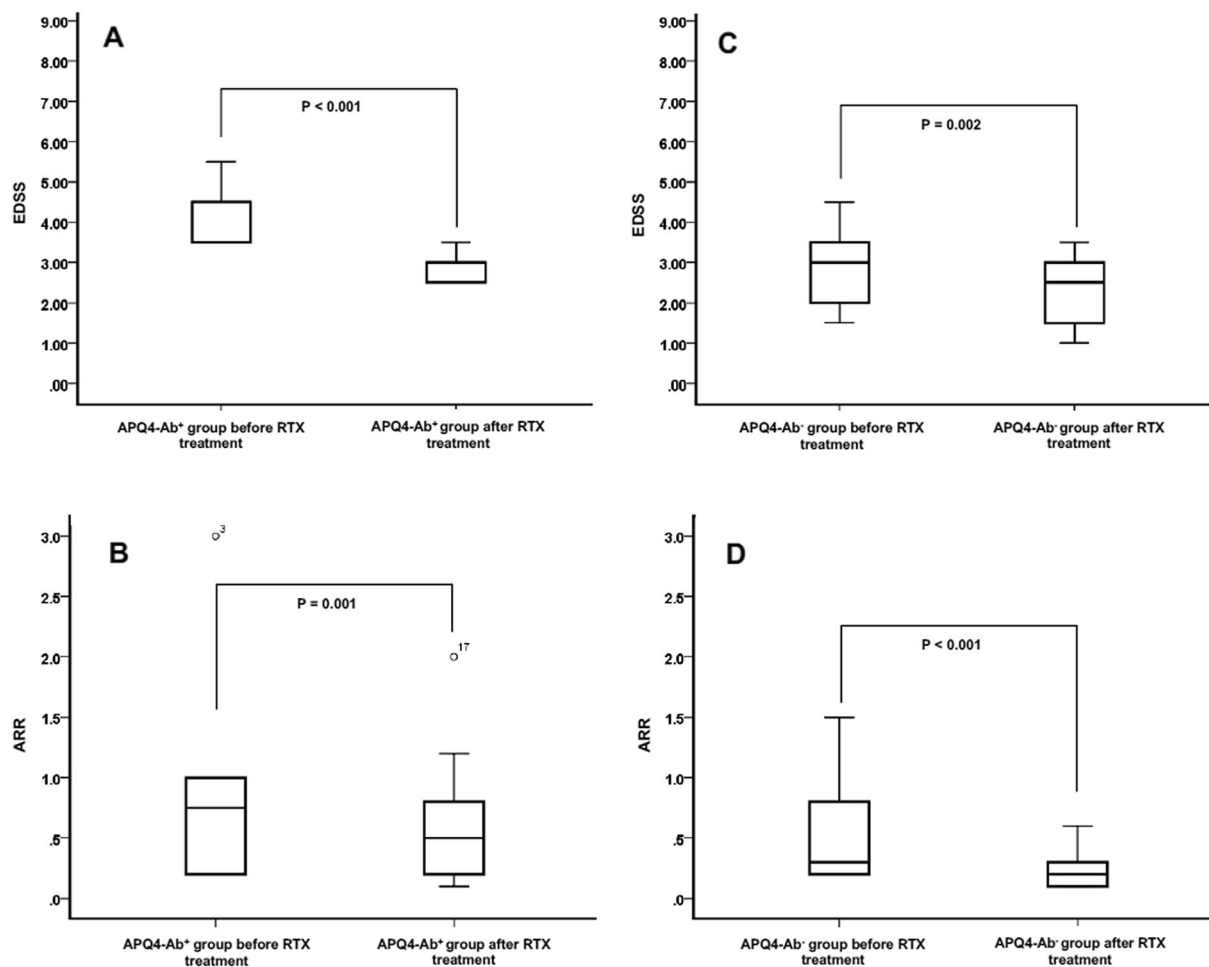 A
9.00
8.00
7.00
6.00
5.00
4.00
3.00
2.00
1.00
.00
EDSS
P < 0.001
APQ4-Ab⁺ group before RTX
treatment
APQ4-Ab⁺ group after RTX
treatment
C
9.00
8.00
7.00
6.00
5.00
4.00
3.00
2.00
1.00
.00
EDSS
P = 0.002
APQ4-Ab⁻ group before RTX
treatment
APQ4-Ab⁻ group after RTX
treatment
B
3.0
2.5
2.0
1.5
1.0
.5
.0
ARR
3
P = 0.001
17
APQ4-Ab⁺ group before RTX
treatment
APQ4-Ab⁺ group after RTX
treatment
D
3.0
2.5
2.0
1.5
1.0
.5
.0
ARR
P < 0.001
APQ4-Ab⁻ group before RTX
treatment
APQ4-Ab⁻ group after RTX
treatment